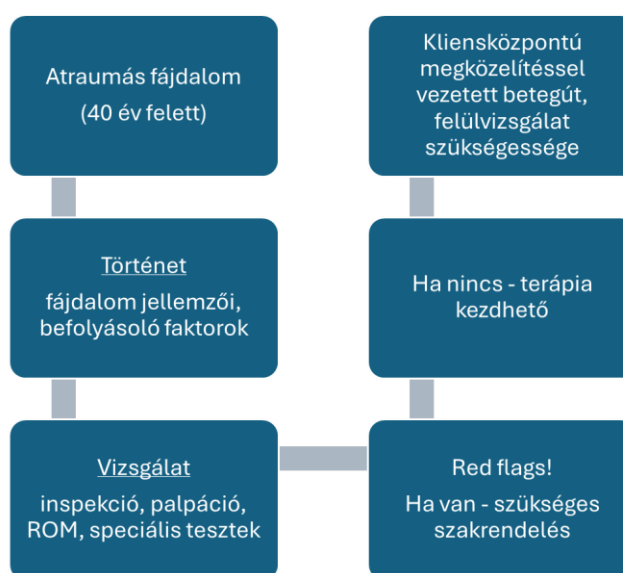 Atraumás fájdalom
(40 év felett)
Történet
fájdalom jellemzői,
befolyásoló faktorok
Vizsgálat
inspekció, palpáció,
ROM, speciális tesztek
Red flags!
Ha van - szükséges
szakrendelés
Ha nincs - terápia
kezdhető
Kliensközpontú
megközelítéssel
vezetett betegút,
felülvizsgálat
szükségessége